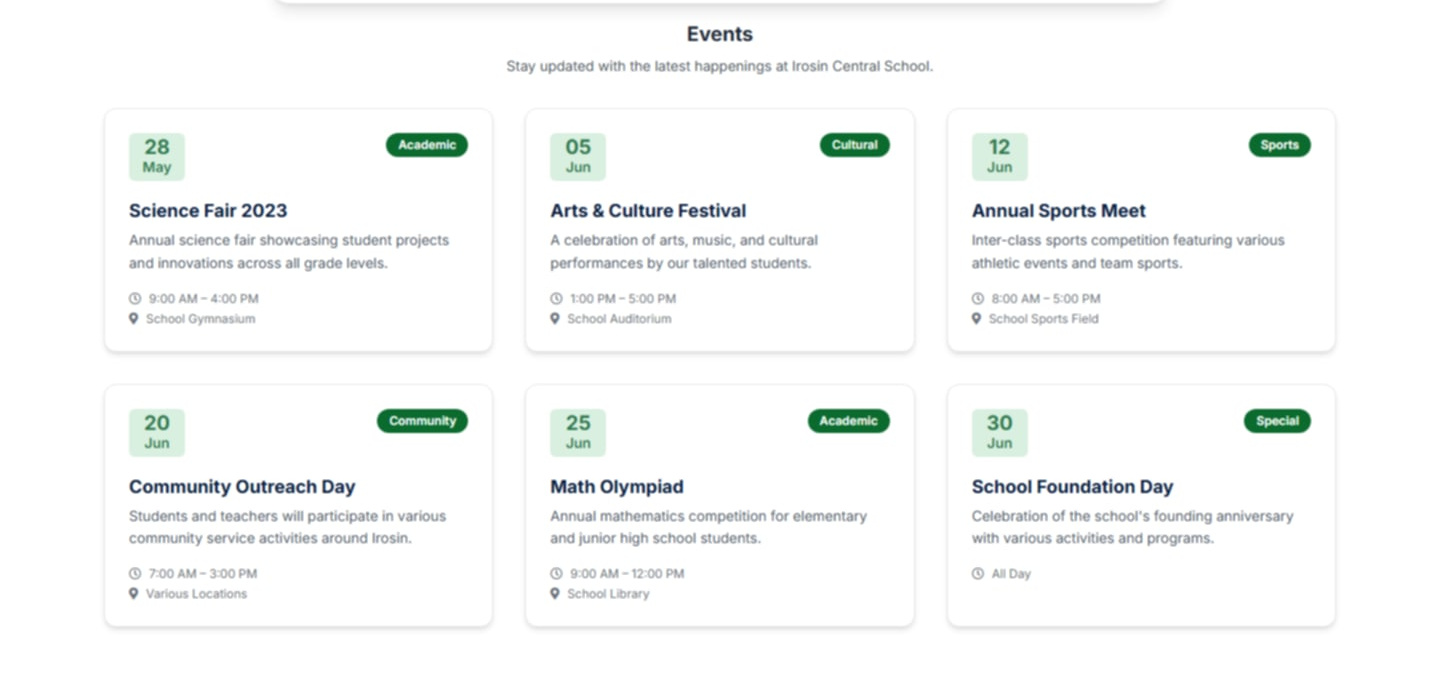 Events
Stay updated with the latest happenings at Irosin Central School.
28
May
Academic
Science Fair 2023
Annual science fair showcasing student projects
and innovations across all grade levels.
9:00 AM – 4:00 PM
School Gymnasium
05
Jun
Cultural
Arts & Culture Festival
A celebration of arts, music, and cultural
performances by our talented students.
1:00 PM – 5:00 PM
School Auditorium
12
Jun
Sports
Annual Sports Meet
Inter-class sports competition featuring various
athletic events and team sports.
8:00 AM – 5:00 PM
School Sports Field
20
Jun
Community
Community Outreach Day
Students and teachers will participate in various
community service activities around Irosin.
7:00 AM – 3:00 PM
Various Locations
25
Jun
Academic
Math Olympiad
Annual mathematics competition for elementary
and junior high school students.
9:00 AM – 12:00 PM
School Library
30
Jun
Special
School Foundation Day
Celebration of the school's founding anniversary
with various activities and programs.
All Day